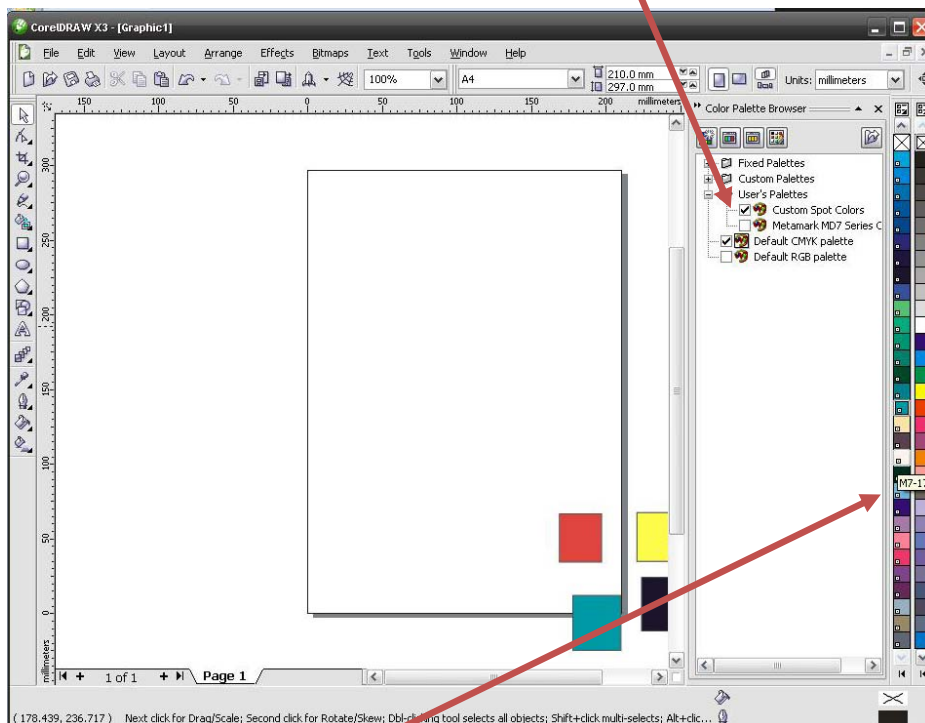 CorelDRAW X3 - [Graphic1]
File Edit View Layout Arrange Effects Bitmaps Text Tools Window Help
100% A4 210.0 mm 297.0 mm Units: millimeters
150 100 50 0 50 100 150 200 millimeters
Color Palette Browser
Fixed Palettes
Custom Palettes
User's Palettes
Custom Spot Colors
Metamark MD7 Series C
Default CMYK palette
Default RGB palette
300
250
200
150
100
50
0
millimeters
M7-17
1 of 1 Page 1
( 178.439, 236.717 ) Next click for Drag/Scale; Second click for Rotate/Skew; Dbl-clicking tool selects all objects; Shift+click multi-selects; Alt+clic...